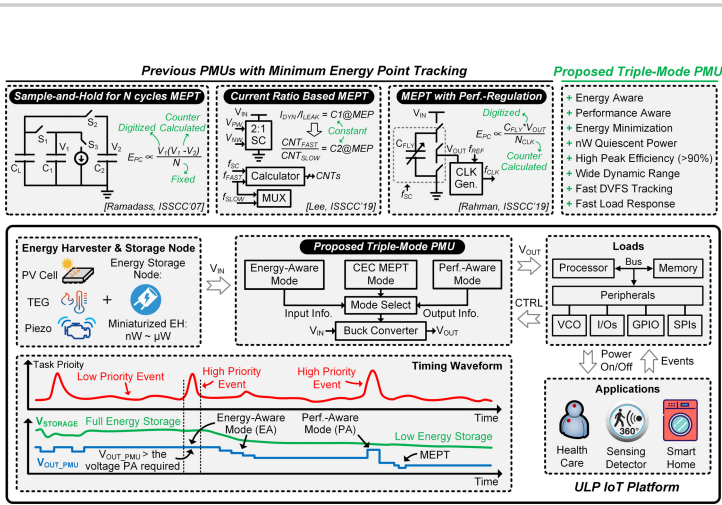 Previous PMUs with Minimum Energy Point Tracking
Proposed Triple-Mode PMU
Sample-and-Hold for N cycles MEPT
Counter
Digitized Calculated
S2
S1
V1
S3
V2
CL
C1
C2
EPC ∝ V1(V1-V2)
N
Fixed
[Ramadass, ISSCC'07]
Current Ratio Based MEPT
VIN
VPW
VNW
2:1
SC
IDYN/ILEAK = C1@MEP
Constant
CNTFAST
CNTSLOW
= C2@MEP
fSC
fFAST
fSLOW
Calculator
CNTs
MUX
[Lee, ISSCC'19]
MEPT with Perf.-Regulation
VIN
Digitized
CFLY
VOUT fREF
EPC ∝ CFLY*VOUT
NCLK
CLK
Gen.
fCLK
Counter
Calculated
fSC
[Rahman, ISSCC'19]
+ Energy Aware
+ Performance Aware
+ Energy Minimization
+ nW Quiescent Power
+ High Peak Efficiency (>90%)
+ Wide Dynamic Range
+ Fast DVFS Tracking
+ Fast Load Response
Energy Harvester & Storage Node
PV Cell
TEG
Piezo
+
Energy Storage
Node:
Miniaturized EH:
nW ~ μW
VIN
Proposed Triple-Mode PMU
Energy-Aware
Mode
CEC MEPT
Mode
Perf.-Aware
Mode
Input Info.
Mode Select
Output Info.
VIN
Buck Converter
VOUT
VOUT
CTRL
Loads
Processor
Bus
Memory
Peripherals
VCO
I/Os
GPIO
SPIs
Power
On/Off
Events
Timing Waveform
Task Prioity
Low Priority Event
High Priority
Event
High Priority
Event
Time
VSTORAGE
Full Energy Storage
Energy-Aware
Mode (EA)
Perf.-Aware
Mode (PA)
Low Energy Storage
VOUT_PMU
VOUT_PMU > the
voltage PA required
MEPT
Time
Applications
360°
Health
Care
Sensing
Detector
Smart
Home
ULP IoT Platform